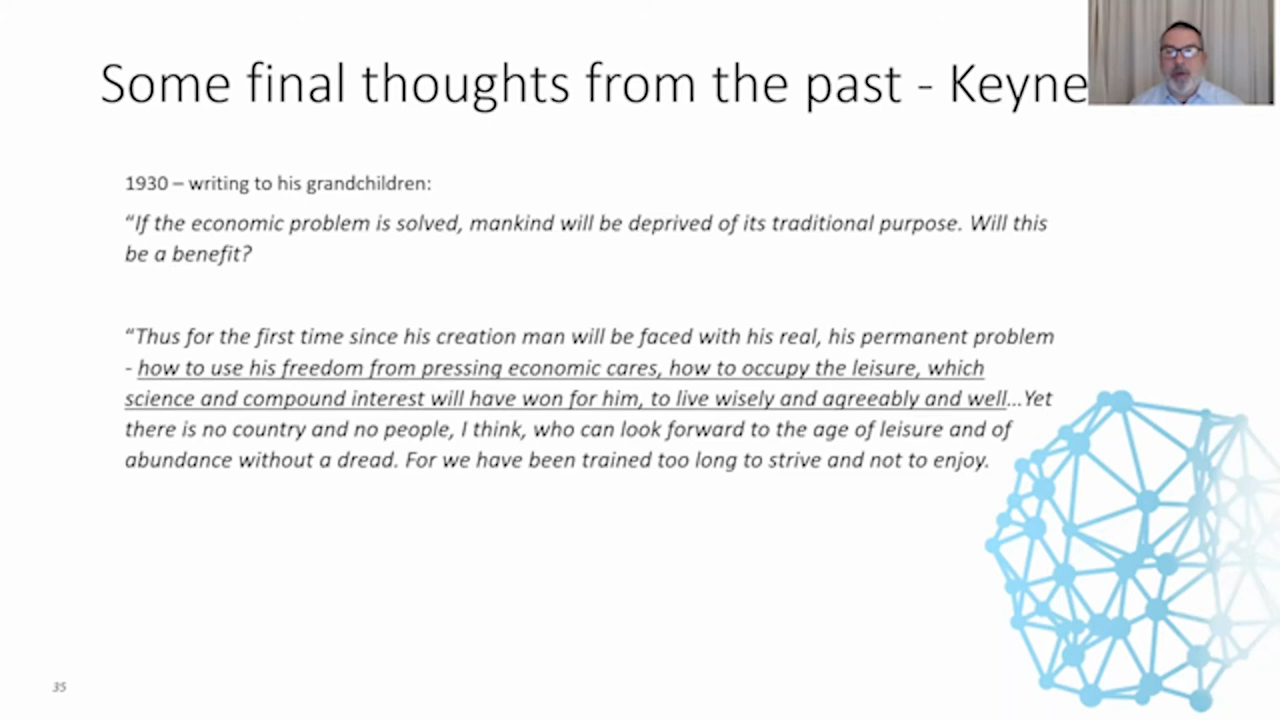 Some final thoughts from the past - Keyne
1930 – writing to his grandchildren:
“If the economic problem is solved, mankind will be deprived of its traditional purpose. Will this
be a benefit?
“Thus for the first time since his creation man will be faced with his real, his permanent problem
- how to use his freedom from pressing economic cares, how to occupy the leisure, which
science and compound interest will have won for him, to live wisely and agreeably and well…Yet
there is no country and no people, I think, who can look forward to the age of leisure and of
abundance without a dread. For we have been trained too long to strive and not to enjoy.
35